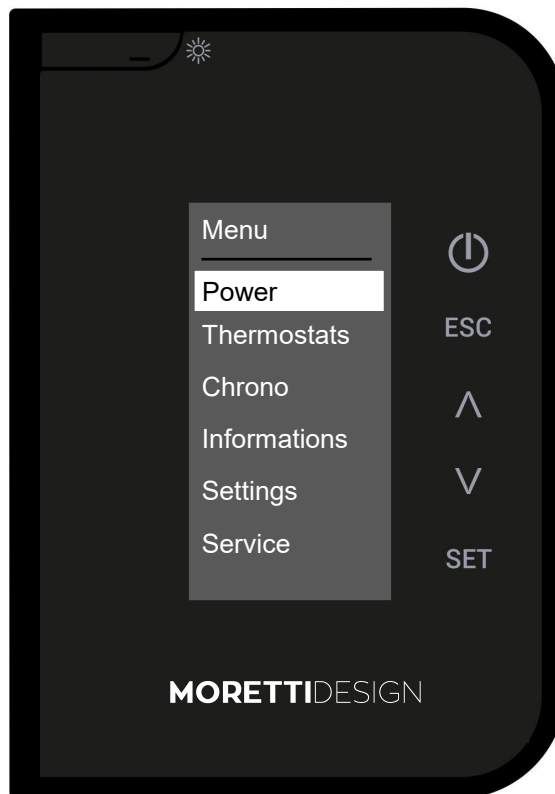 Menu
Power
Thermostats
ESC
Chrono
Informations
Settings
Service
SET
MORETTIDESIGN